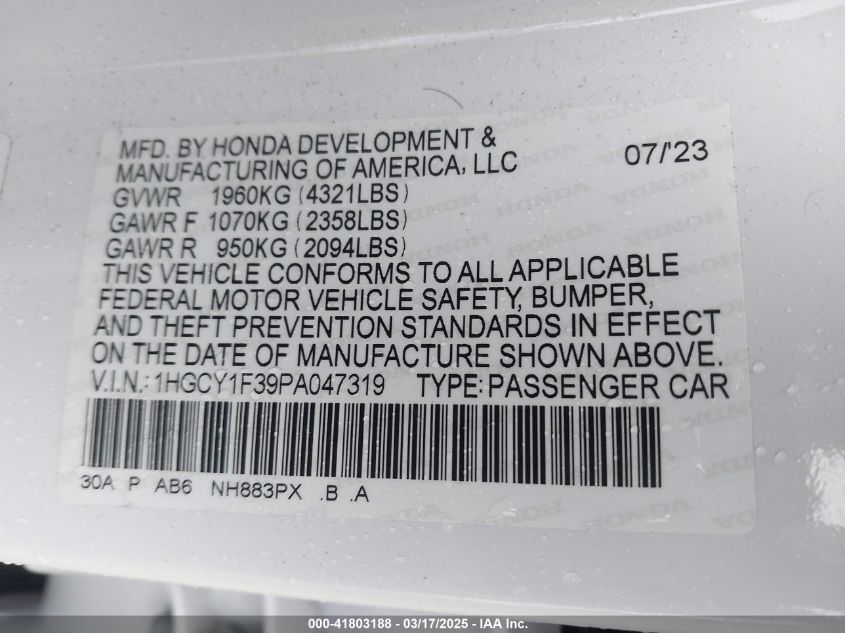 MFD. BY HONDA DEVELOPMENT &
MANUFACTURING OF AMERICA, LLC 07/'23
GVWR 1960KG (4321LBS)
GAWR F 1070KG (2358LBS)
GAWR R 950KG (2094LBS)
THIS VEHICLE CONFORMS TO ALL APPLICABLE
FEDERAL MOTOR VEHICLE SAFETY, BUMPER,
AND THEFT PREVENTION STANDARDS IN EFFECT
ON THE DATE OF MANUFACTURE SHOWN ABOVE.
V.I.N.: 1HGCY1F39PA047319 TYPE: PASSENGER CAR
30A P AB6 NH883PX .B .A
000-41803188 - 03/17/2025 - IAA Inc.